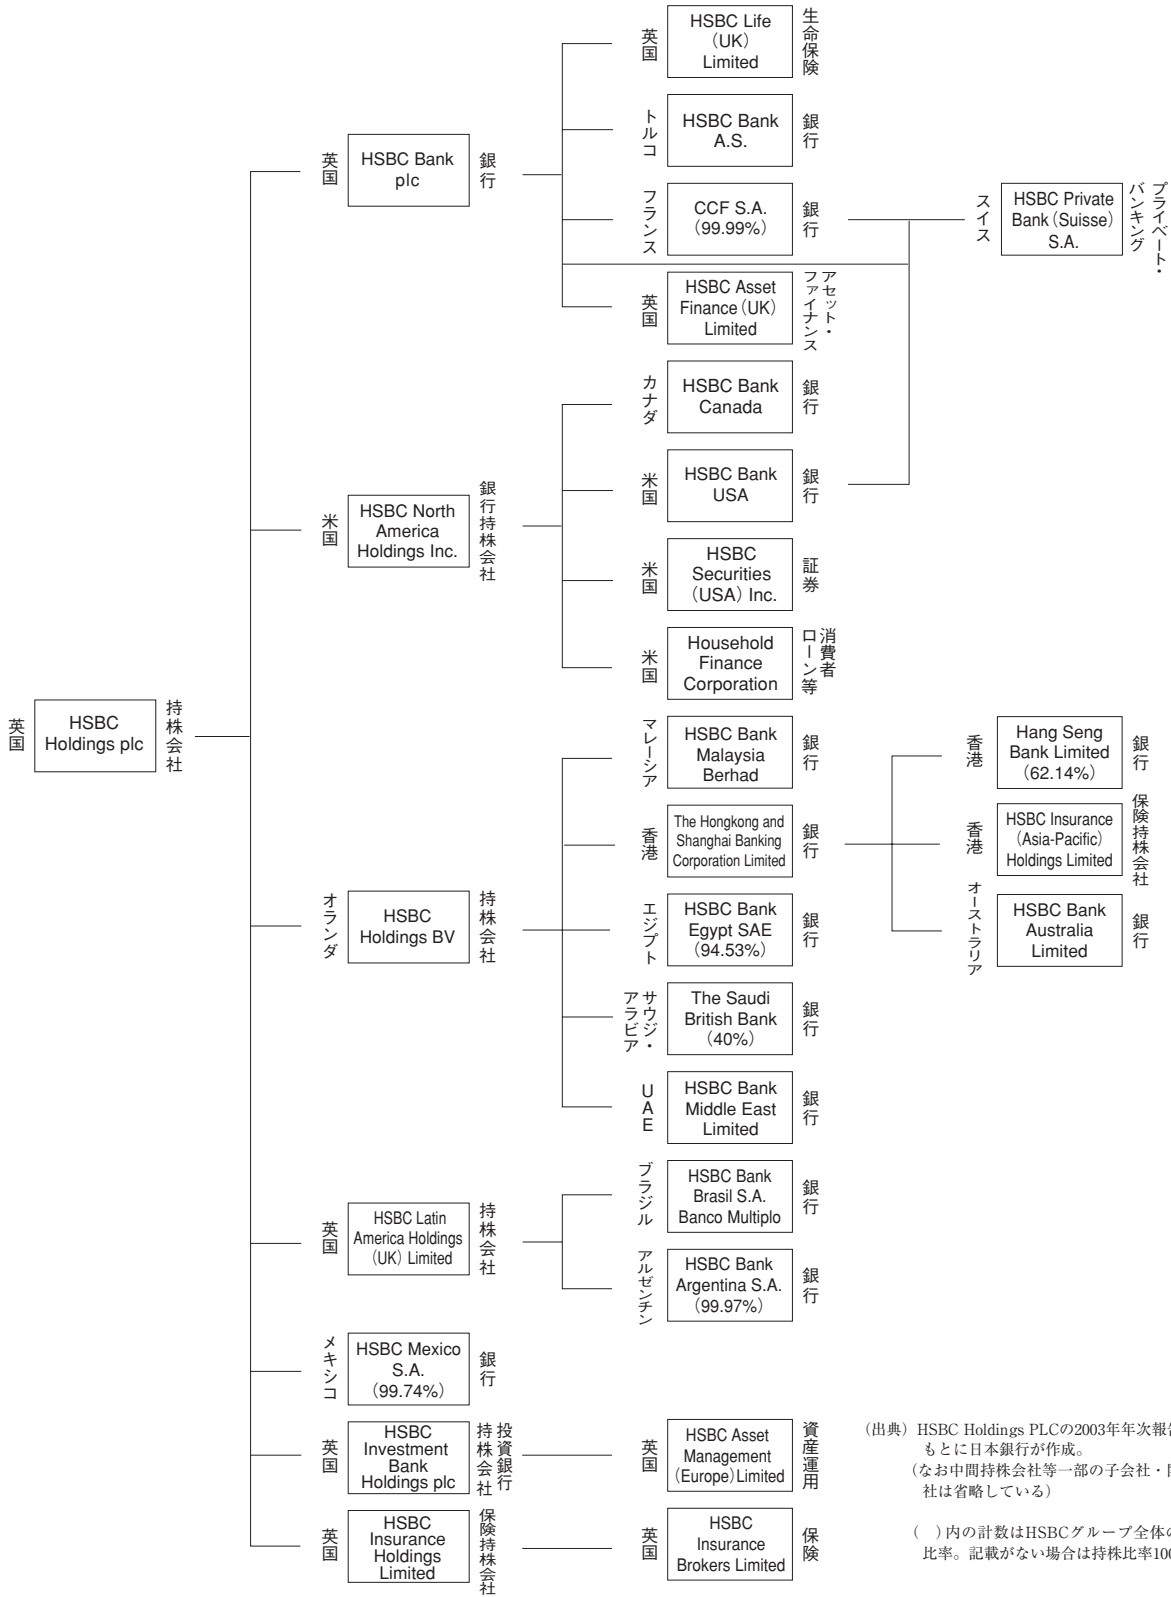 英国
HSBC
Holdings plc
持株会社
英国
HSBC Bank
plc
銀行
英国
HSBC Life
(UK)
Limited
生命保険
トルコ
HSBC Bank
A.S.
銀行
フランス
CCF S.A.
(99.99%)
銀行
スイス
HSBC Private
Bank(Suisse)
S.A.
プライベート・
バンキング
英国
HSBC Asset
Finance(UK)
Limited
アセット・
ファイナンス
米国
HSBC North
America
Holdings Inc.
銀行持株会社
カナダ
HSBC Bank
Canada
銀行
米国
HSBC Bank
USA
銀行
米国
HSBC
Securities
(USA) Inc.
証券
米国
Household
Finance
Corporation
消費者
ローン等
オランダ
HSBC
Holdings BV
持株会社
マレーシア
HSBC Bank
Malaysia
Berhad
銀行
香港
The Hongkong and
Shanghai Banking
Corporation Limited
銀行
香港
Hang Seng
Bank Limited
(62.14%)
銀行
香港
HSBC Insurance
(Asia-Pacific)
Holdings Limited
保険持株会社
オーストラリア
HSBC Bank
Australia
Limited
銀行
エジプト
HSBC Bank
Egypt SAE
(94.53%)
銀行
サウジ・
アラビア
The Saudi
British Bank
(40%)
銀行
UAE
HSBC Bank
Middle East
Limited
銀行
英国
HSBC Latin
America Holdings
(UK) Limited
持株会社
ブラジル
HSBC Bank
Brasil S.A.
Banco Multiplo
銀行
アルゼンチン
HSBC Bank
Argentina S.A.
(99.97%)
銀行
メキシコ
HSBC Mexico
S.A.
(99.74%)
銀行
英国
HSBC
Investment
Bank
Holdings plc
投資銀行
持株会社
英国
HSBC Asset
Management
(Europe)Limited
資産運用
英国
HSBC
Insurance
Holdings
Limited
保険持株会社
英国
HSBC
Insurance
Brokers Limited
保険
(出典) HSBC Holdings PLCの2003年年次報
もとに日本銀行が作成。
(なお中間持株会社等一部の子会社・
社は省略している)
( )内の計数はHSBCグループ全体の
比率。記載がない場合は持株比率100